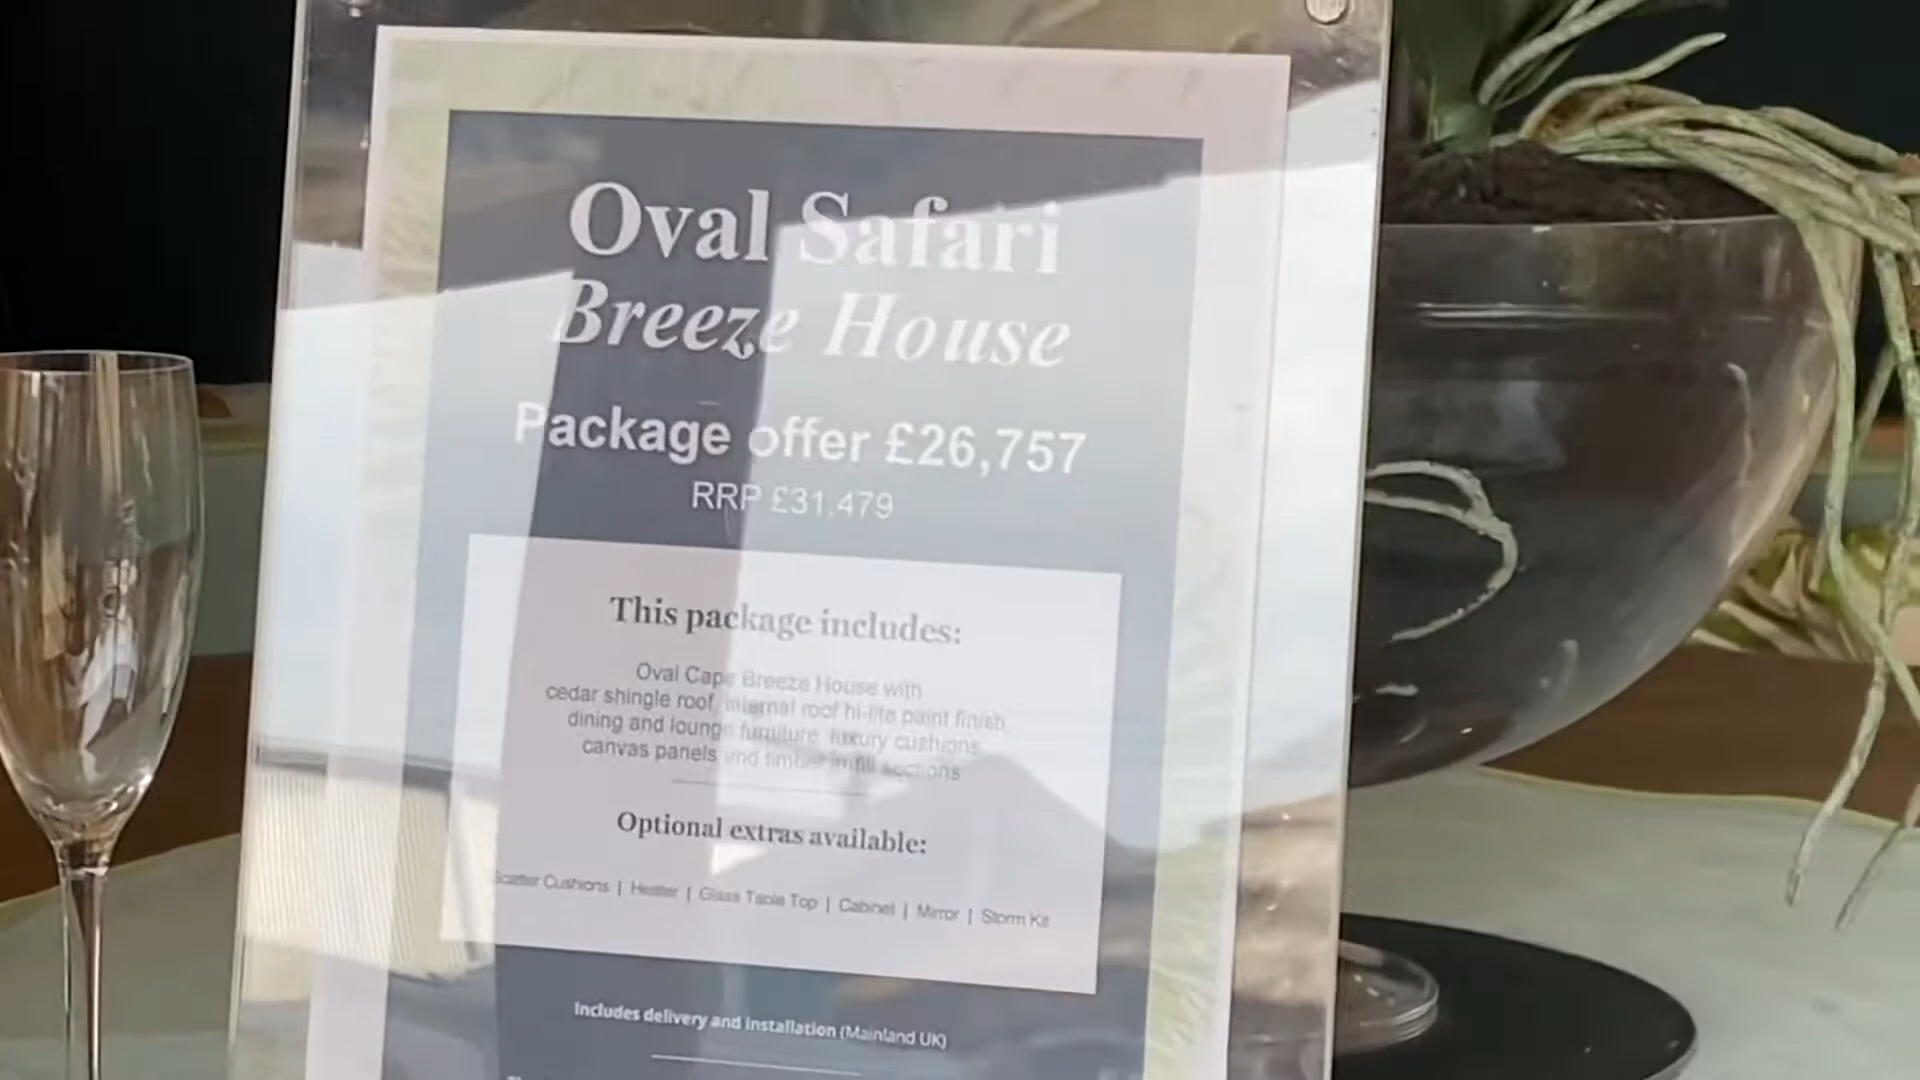 Oval Safari
Breeze House
Package offer £26,757
RRP £31,479
This package includes:
Oval Cape Breeze House with
cedar shingle roof, internal roof hi-lite paint finish,
dining and lounge furniture, luxury cushions,
canvas panels and timber infill sections
Optional extras available:
Scatter Cushions | Heater | Glass Table Top | Cabinet | Mirror | Storm Kit
Includes delivery and installation (Mainland UK)